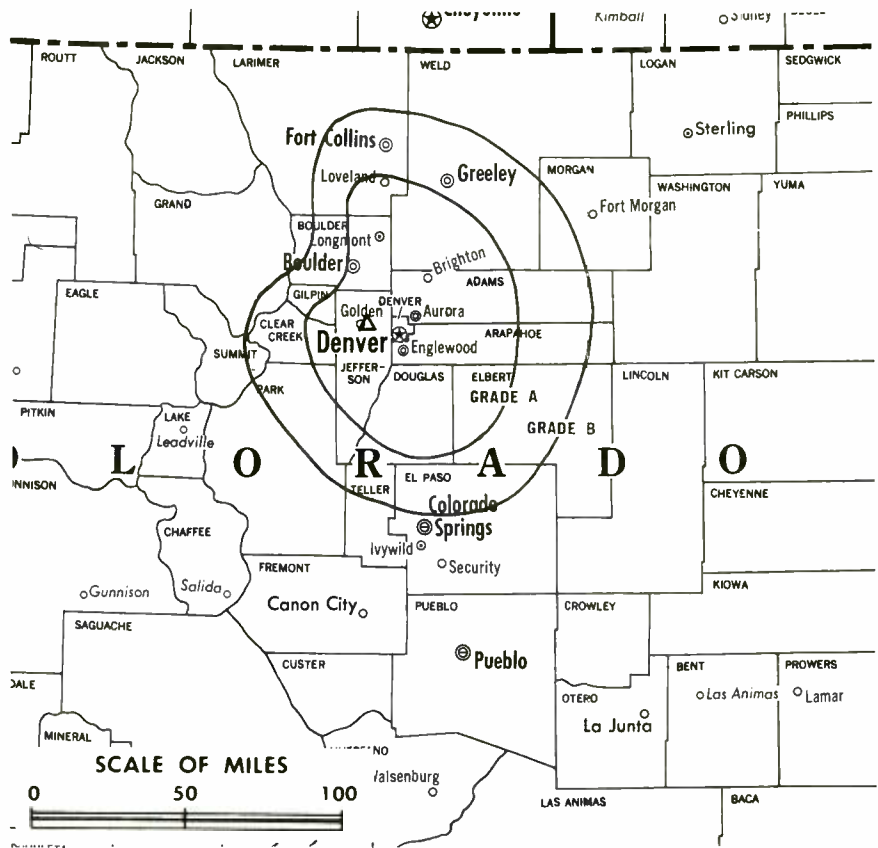 Kimball
ROUTT
JACKSON
LARIMER
WELD
LOGAN
SEDGWICK
PHILLIPS
Fort Collins
Sterling
Loveland
Greeley
MORGAN
WASHINGTON
YUMA
GRAND
Fort Morgan
BOULDER
Longmont
Boulder
Brighton
ADAMS
EAGLE
GILPIN
DENVER
Golden
Aurora
CLEAR
CREEK
ARAPAHOE
Denver
Englewood
SUMMIT
JEFFER-
SON
DOUGLAS
ELBERT
LINCOLN
KIT CARSON
PARK
GRADE A
PITKIN
LAKE
Leadville
GRADE B
L O R A D O
TELLER
EL PASO
CHEYENNE
Colorado
Springs
CHAFFEE
Ivywild
Security
FREMONT
KIOWA
Gunnison
Salida
Canon City
PUEBLO
CROWLEY
SAGUACHE
CUSTER
Pueblo
BENT
PROWERS
OTERO
Las Animas
Lamar
La Junta
MINERAL
SCALE OF MILES
0 50 100
LAS ANIMAS
BACA